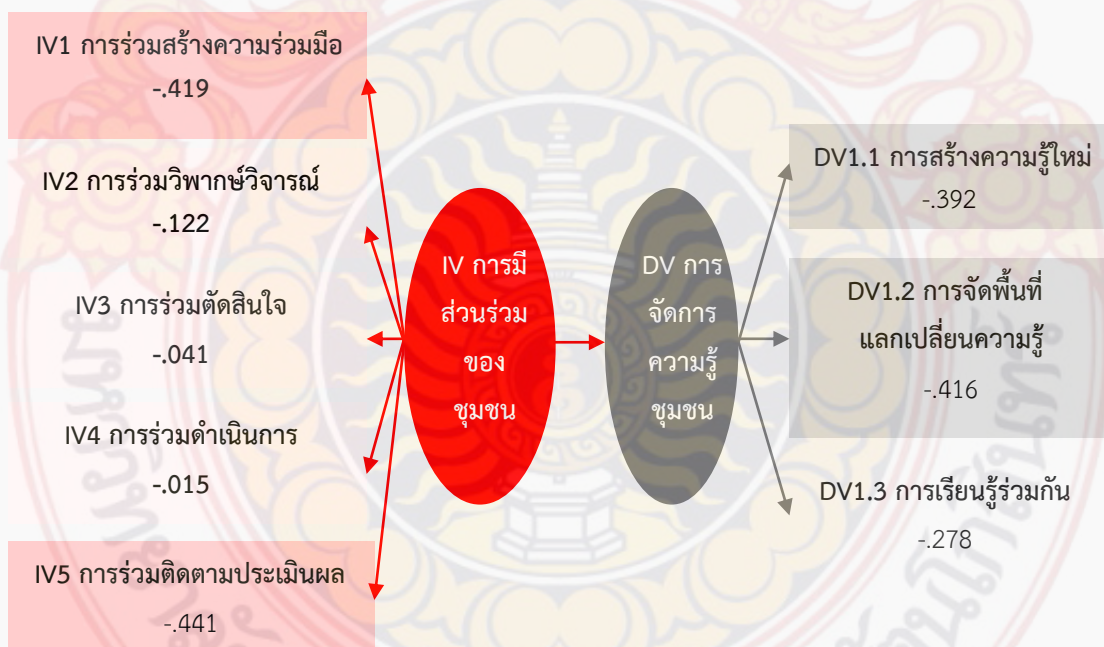 IV1 การร่วมสร้างความร่วมมือ
-.419
IV2 การร่วมวิพากษ์วิจารณ์
-.122
IV3 การร่วมตัดสินใจ
-.041
IV4 การร่วมดำเนินการ
-.015
IV5 การร่วมติดตามประเมินผล
-.441
IV การมี
ส่วนร่วม
ของ
ชุมชน
DV การ
จัดการ
ความรู้
ชุมชน
DV1.1 การสร้างความรู้ใหม่
-.392
DV1.2 การจัดพื้นที่
แลกเปลี่ยนความรู้
-.416
DV1.3 การเรียนรู้ร่วมกัน
-.278